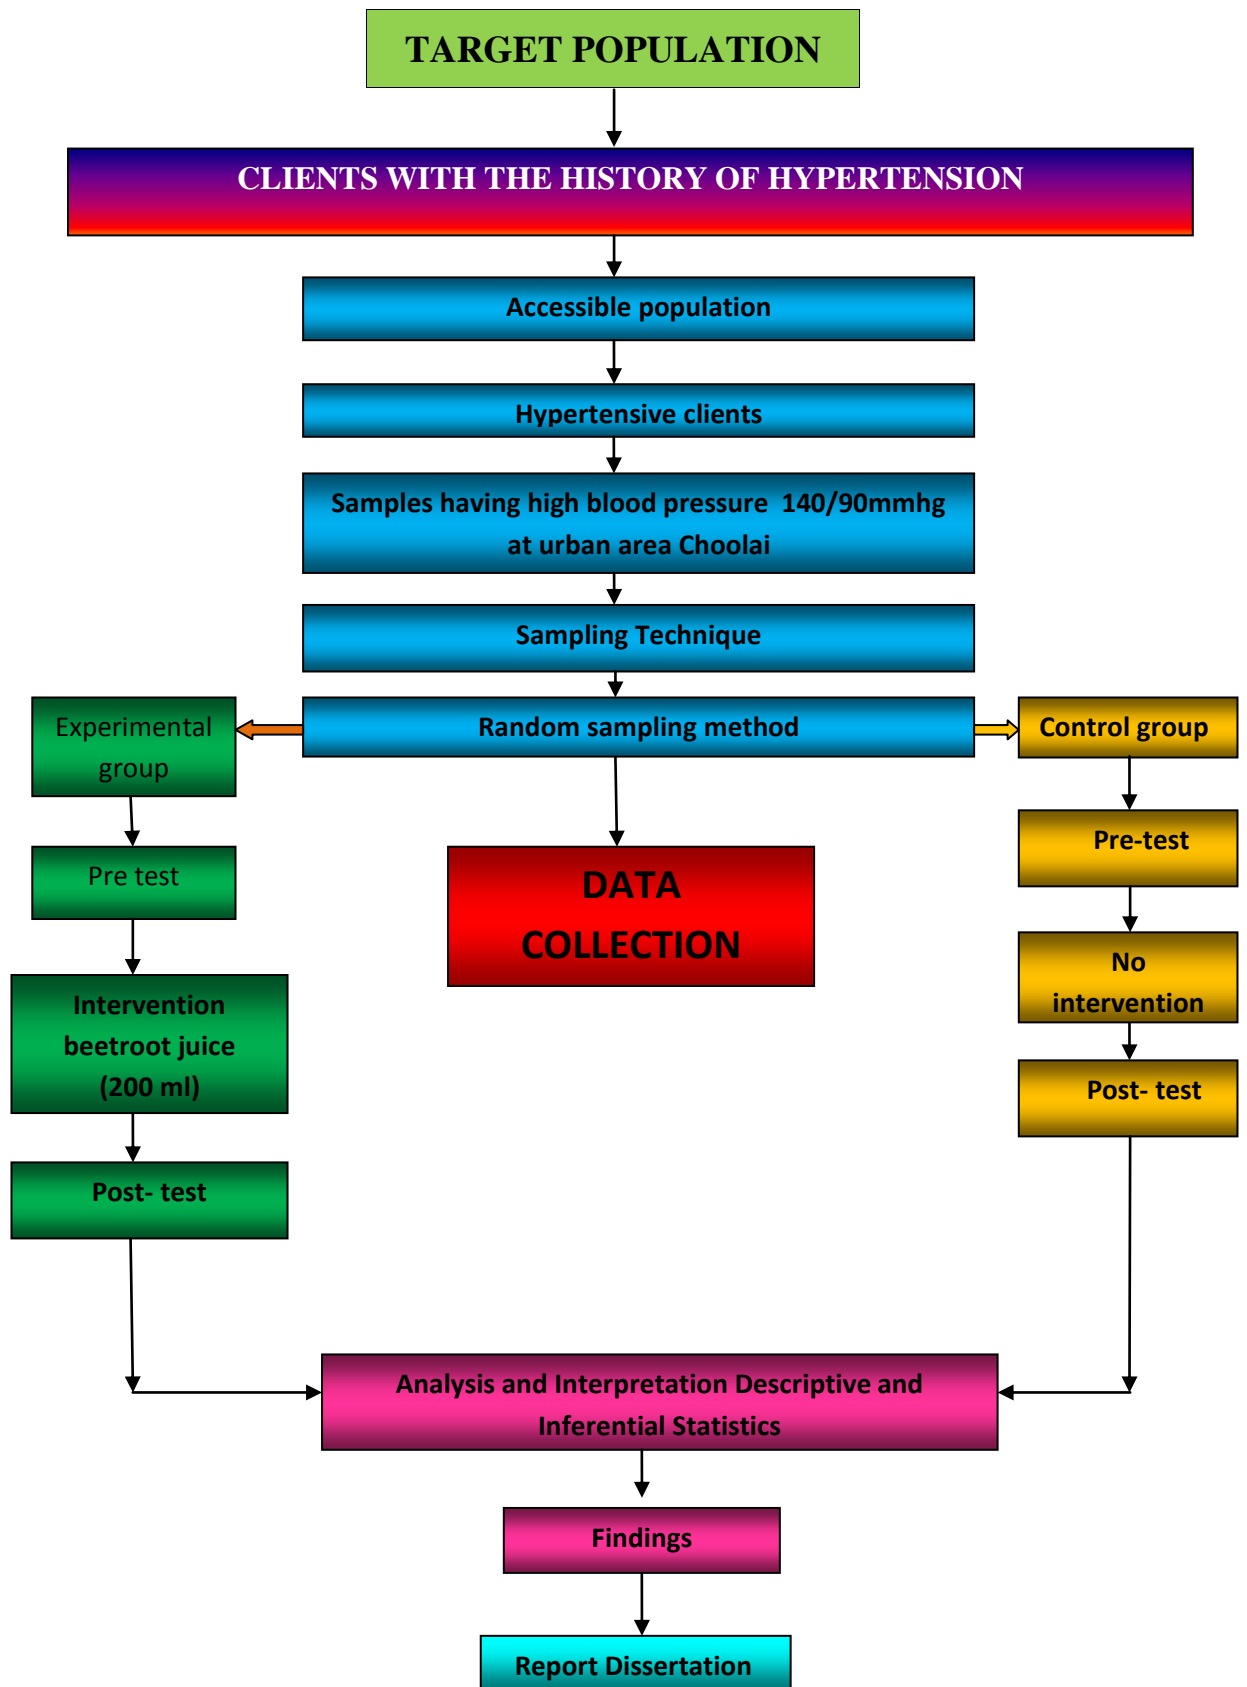 TARGET POPULATION
CLIENTS WITH THE HISTORY OF HYPERTENSION
Accessible population
Hypertensive clients
Samples having high blood pressure 140/90mmhg
at urban area Choolai
Sampling Technique
Random sampling method
Experimental
group
Pre test
Intervention
beetroot juice
(200 ml)
Post- test
DATA
COLLECTION
Control group
Pre-test
No
intervention
Post- test
Analysis and Interpretation Descriptive and
Inferential Statistics
Findings
Report Dissertation